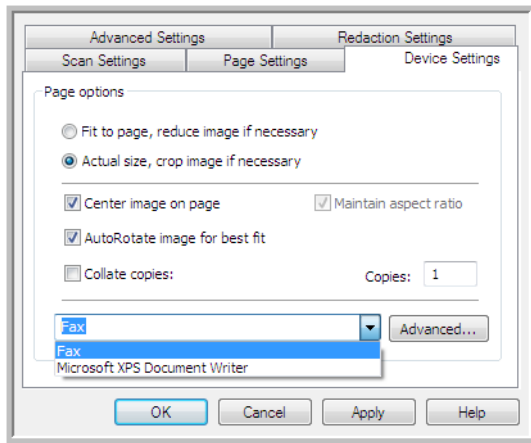 Advanced Settings Redaction Settings
Scan Settings Page Settings Device Settings
Page options
Fit to page, reduce image if necessary
Actual size, crop image if necessary
Center image on page Maintain aspect ratio
AutoRotate image for best fit
Collate copies: Copies: 1
Fax Advanced...
Fax
Microsoft XPS Document Writer
OK Cancel Apply Help